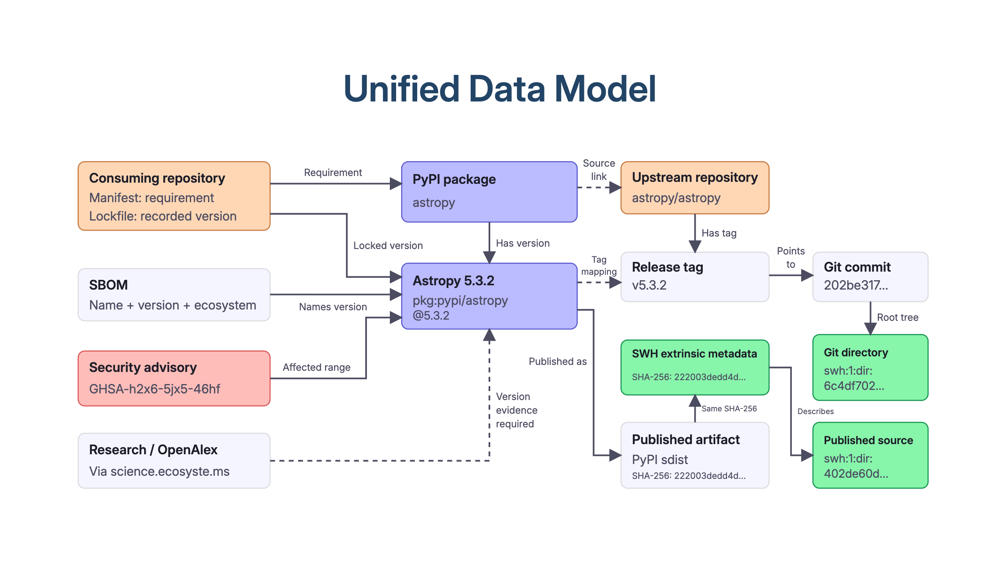 Unified Data Model
Consuming repository
Manifest: requirement
Lockfile: recorded version
Requirement
PyPI package
astropy
Source
link
Upstream repository
astropy/astropy
Locked version
Has version
Has tag
SBOM
Name + version + ecosystem
Names version
Astropy 5.3.2
pkg:pypi/astropy
@5.3.2
Tag
mapping
Release tag
v5.3.2
Points
to
Git commit
202be317...
Root tree
Security advisory
GHSA-h2x6-5jx5-46hf
Affected range
Published as
SWH extrinsic metadata
SHA-256: 222003dedd4d...
Git directory
swh:1:dir:
6c4df702...
Version
evidence
required
Same SHA-256
Describes
Research / OpenAlex
Via science.ecosyste.ms
Published artifact
PyPI sdist
SHA-256: 222003dedd4d...
Published source
swh:1:dir:
402de60d...